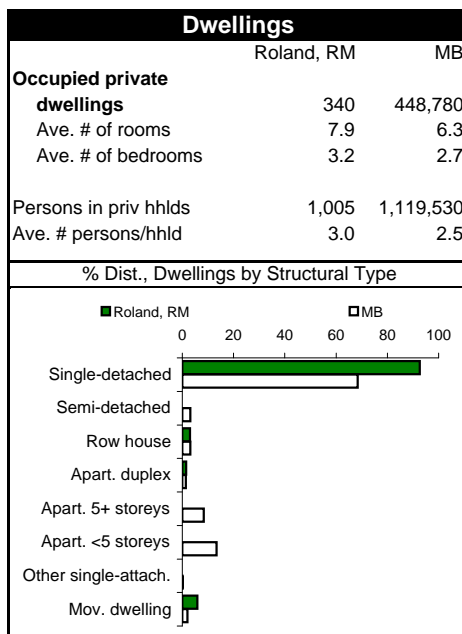 Dwellings
Roland, RM MB
Occupied private
dwellings 340 448,780
Ave. # of rooms 7.9 6.3
Ave. # of bedrooms 3.2 2.7
Persons in priv hhlds 1,005 1,119,530
Ave. # persons/hhld 3.0 2.5
% Dist., Dwellings by Structural Type
Roland, RM MB
0 20 40 60 80 100
Single-detached
Semi-detached
Row house
Apart. duplex
Apart. 5+ storeys
Apart. <5 storeys
Other single-attach.
Mov. dwelling